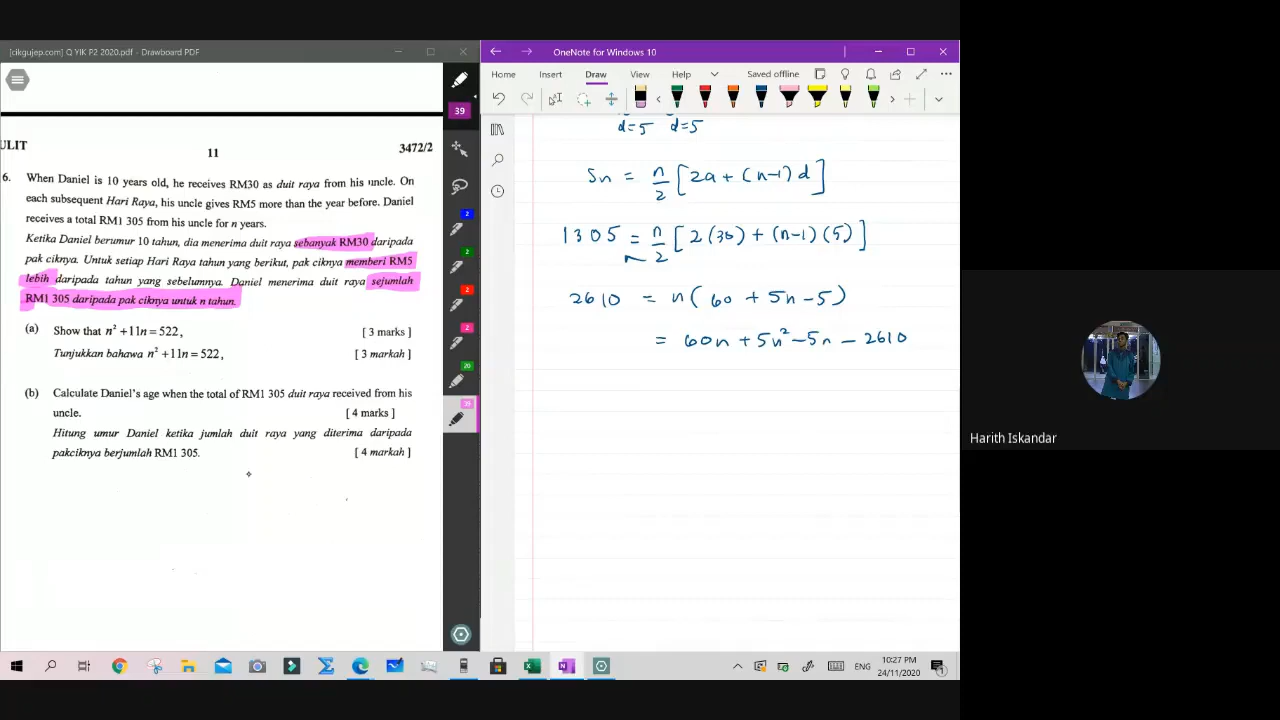 [cikgujep.com] Q YIK P2 2020.pdf - Drawboard PDF
ULIT
11
3472/2
6. When Daniel is 10 years old, he receives RM30 as duit raya from his uncle. On
each subsequent Hari Raya, his uncle gives RM5 more than the year before. Daniel
receives a total RM1 305 from his uncle for n years.
Ketika Daniel berumur 10 tahun, dia menerima duit raya sebanyak RM30 daripada
pak ciknya. Untuk setiap Hari Raya tahun yang berikut, pak ciknya memberi RM5
lebih daripada tahun yang sebelumnya. Daniel menerima duit raya sejumlah
RM1 305 daripada pak ciknya untuk n tahun.
(a) Show that n² +11n = 522, [ 3 marks ]
Tunjukkan bahawa n² +11n = 522, [ 3 markah ]
(b) Calculate Daniel's age when the total of RM1 305 duit raya received from his
uncle. [ 4 marks ]
Hitung umur Daniel ketika jumlah duit raya yang diterima daripada
pakciknya berjumlah RM1 305. [ 4 markah ]
39
2
2
2
2
20
39
OneNote for Windows 10
Home Insert Draw View Help Saved offline
d=5 d=5
Sn = n/2 [2a + (n-1) d]
1305 = n/2 [2(30) + (n-1)(5)]
2610 = n(60 + 5n - 5)
= 60n + 5n² - 5n - 2610
Harith Iskandar
ENG
10:27 PM
24/11/2020